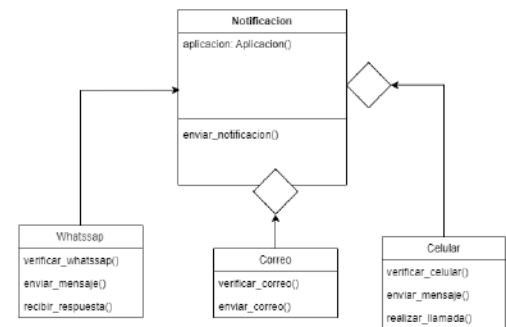 Notificacion
aplicacion: Aplicacion()
enviar_notificacion()
Whatssap
verificar_whatssap()
enviar_mensaje()
recibir_respuesta()
Correo
verificar_correo()
enviar_correo()
Celular
verificar_celular()
enviar_mensaje()
realizar_llamada()